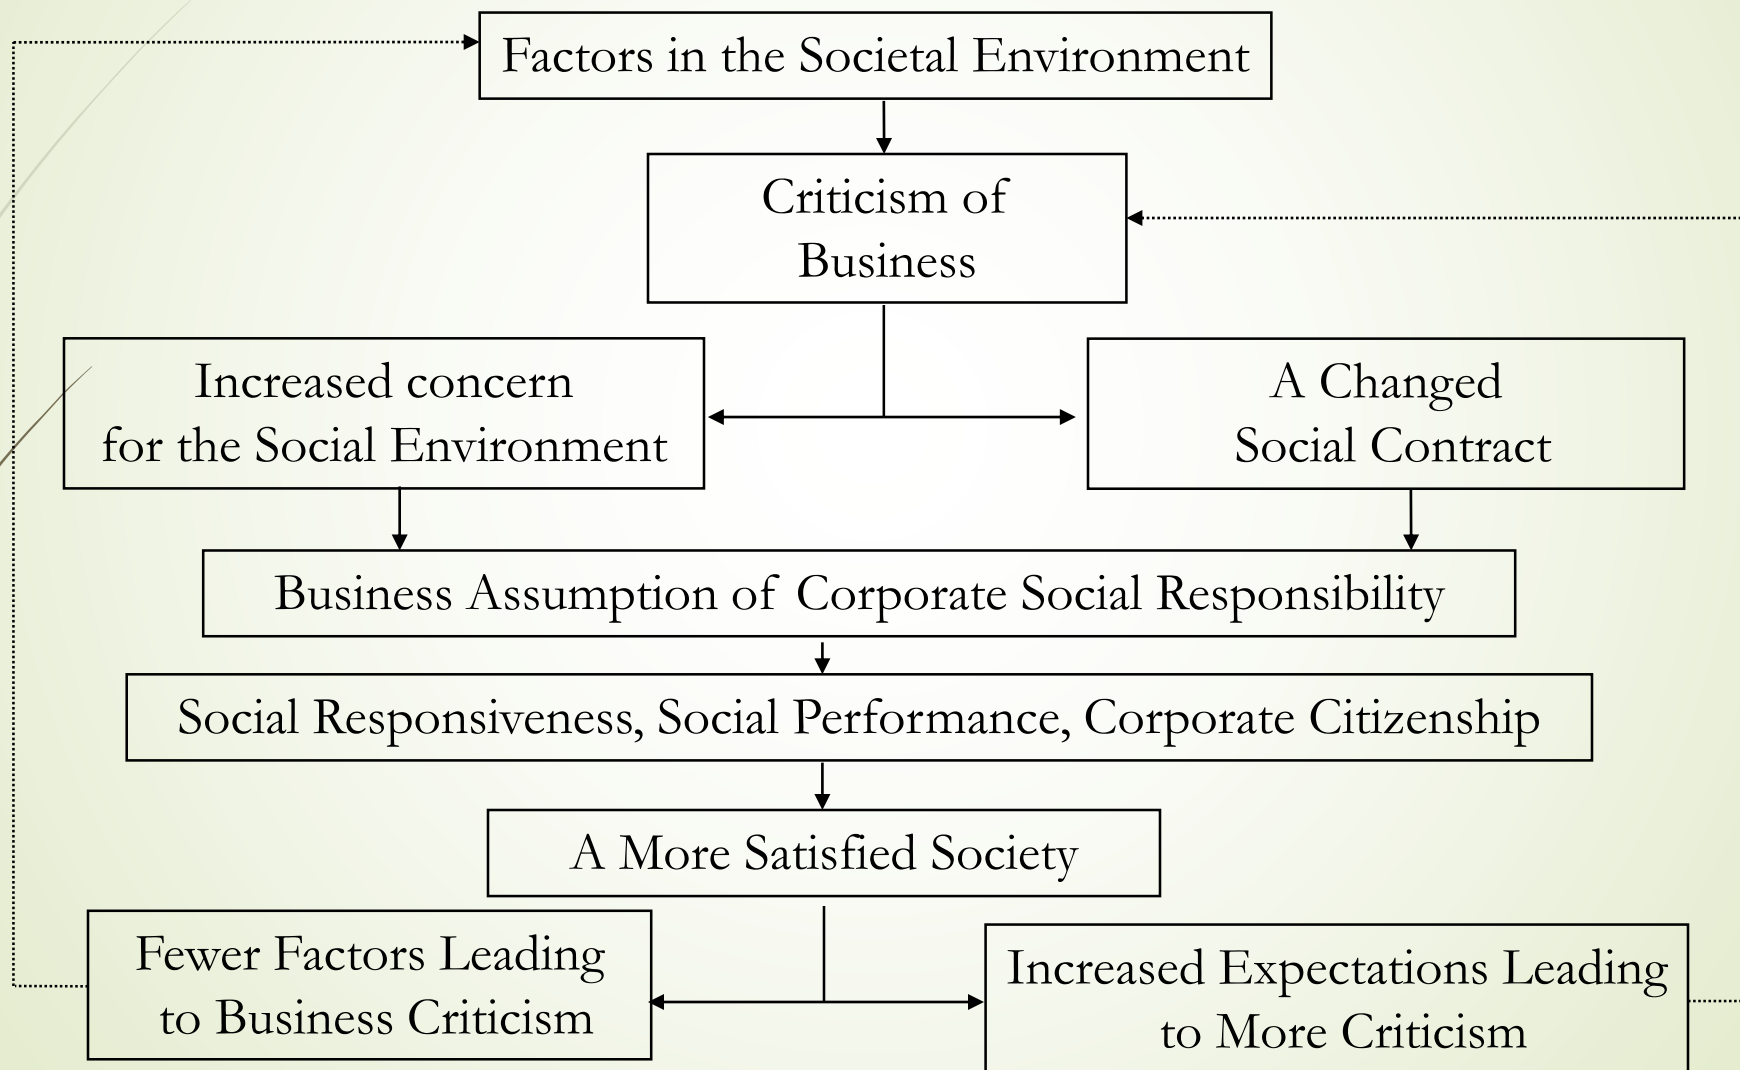 Factors in the Societal Environment
Criticism of
Business
Increased concern
for the Social Environment
A Changed
Social Contract
Business Assumption of Corporate Social Responsibility
Social Responsiveness, Social Performance, Corporate Citizenship
A More Satisfied Society
Fewer Factors Leading
to Business Criticism
Increased Expectations Leading
to More Criticism